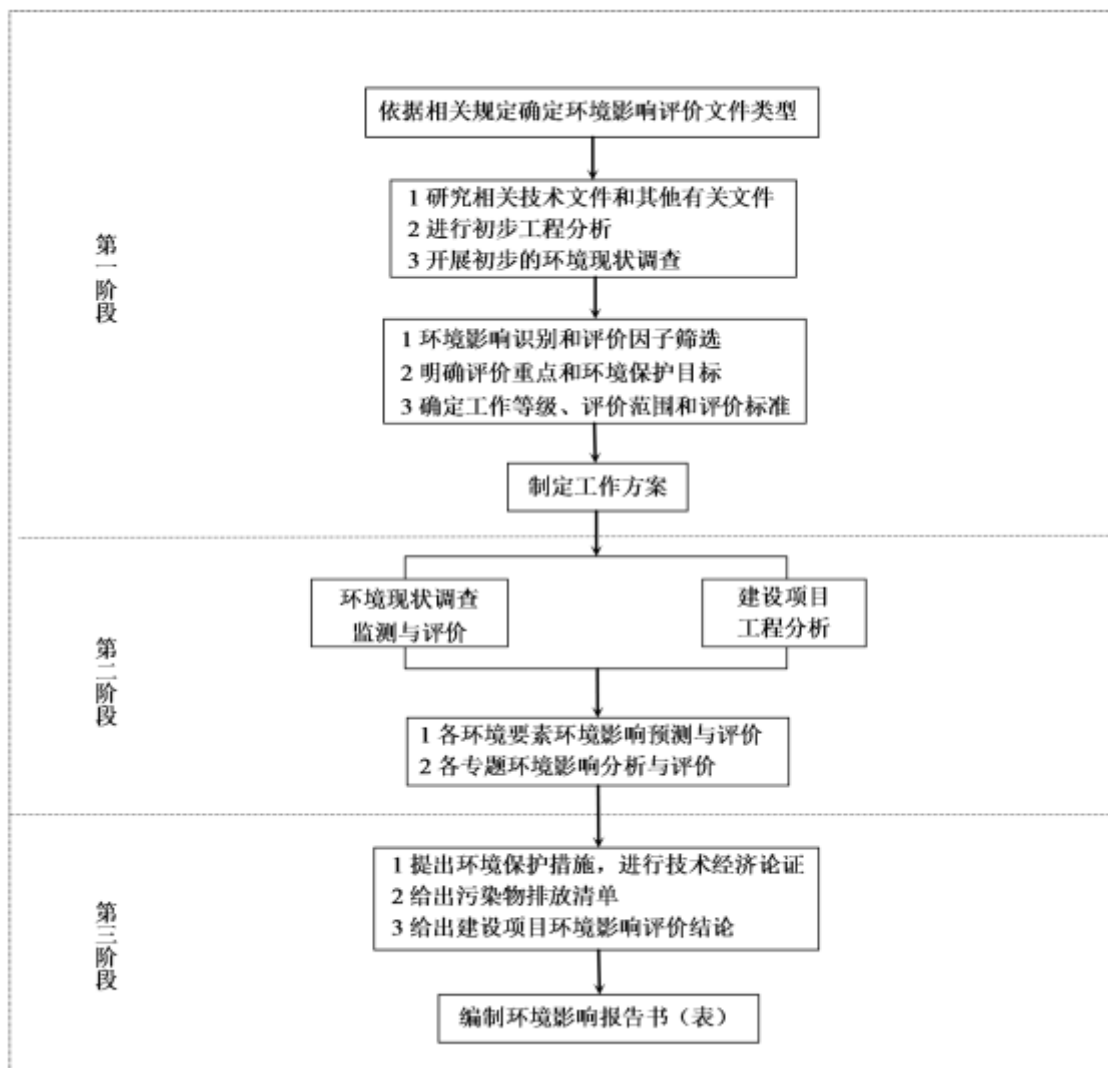 依据相关规定确定环境影响评价文件类型
1 研究相关技术文件和其他有关文件
2 进行初步工程分析
3 开展初步的环境现状调查
第一阶段
1 环境影响识别和评价因子筛选
2 明确评价重点和环境保护目标
3 确定工作等级、评价范围和评价标准
制定工作方案
第二阶段
环境现状调查
监测与评价
建设项目
工程分析
1 各环境要素环境影响预测与评价
2 各专题环境影响分析与评价
第三阶段
1 提出环境保护措施，进行技术经济论证
2 给出污染物排放清单
3 给出建设项目环境影响评价结论
编制环境影响报告书（表）